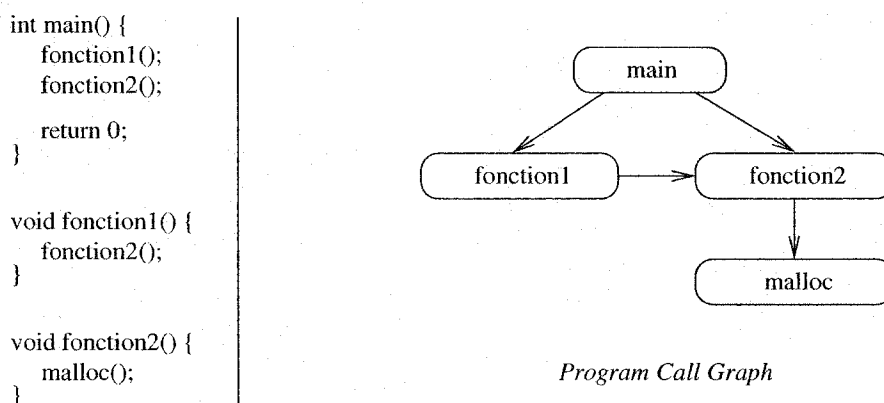 int main() {
fonction1();
fonction2();
return 0;
}
void fonction1() {
fonction2();
}
void fonction2() {
malloc();
}
main
fonction1
fonction2
malloc
Program Call Graph